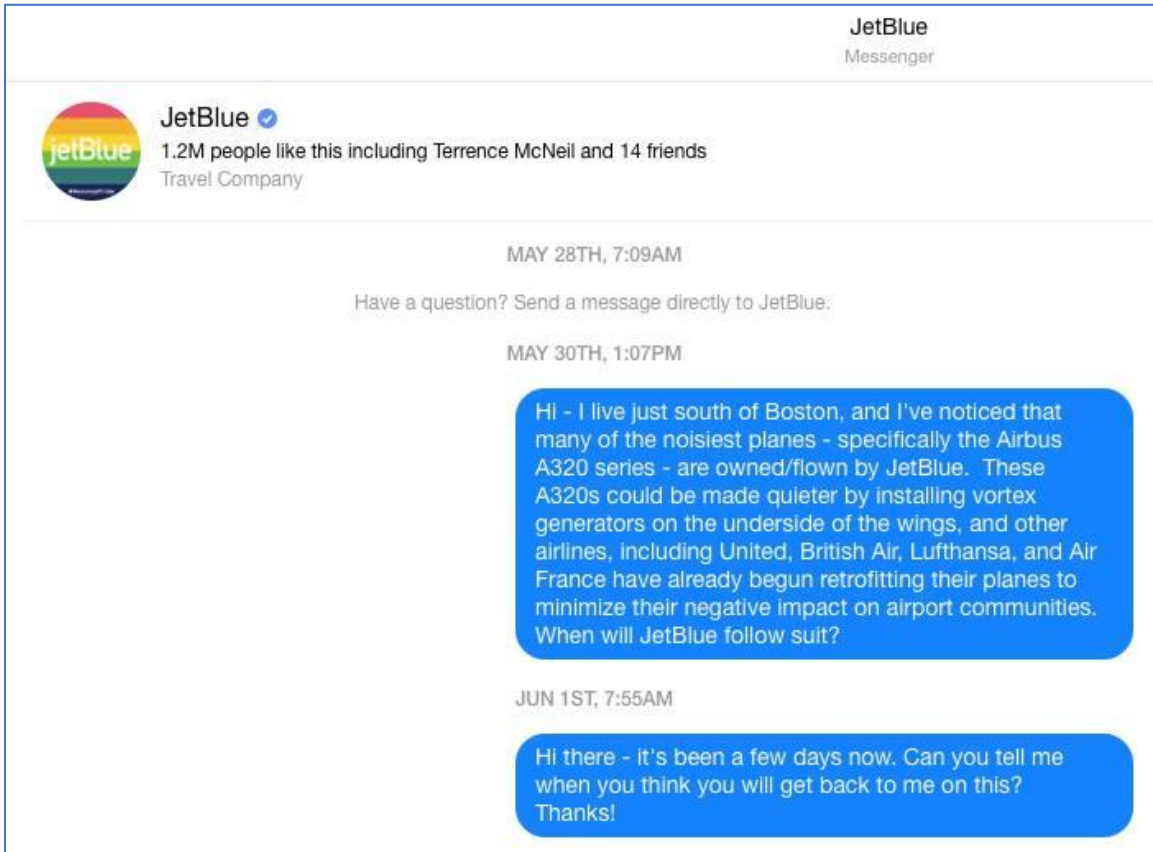 JetBlue
Messenger
jetBlue
JetBlue
1.2M people like this including Terrence McNeil and 14 friends
Travel Company
MAY 28TH, 7:09AM
Have a question? Send a message directly to JetBlue.
MAY 30TH, 1:07PM
Hi - I live just south of Boston, and I've noticed that
many of the noisiest planes - specifically the Airbus
A320 series - are owned/flown by JetBlue.  These
A320s could be made quieter by installing vortex
generators on the underside of the wings, and other
airlines, including United, British Air, Lufthansa, and Air
France have already begun retrofitting their planes to
minimize their negative impact on airport communities.
When will JetBlue follow suit?
JUN 1ST, 7:55AM
Hi there - it's been a few days now. Can you tell me
when you think you will get back to me on this?
Thanks!